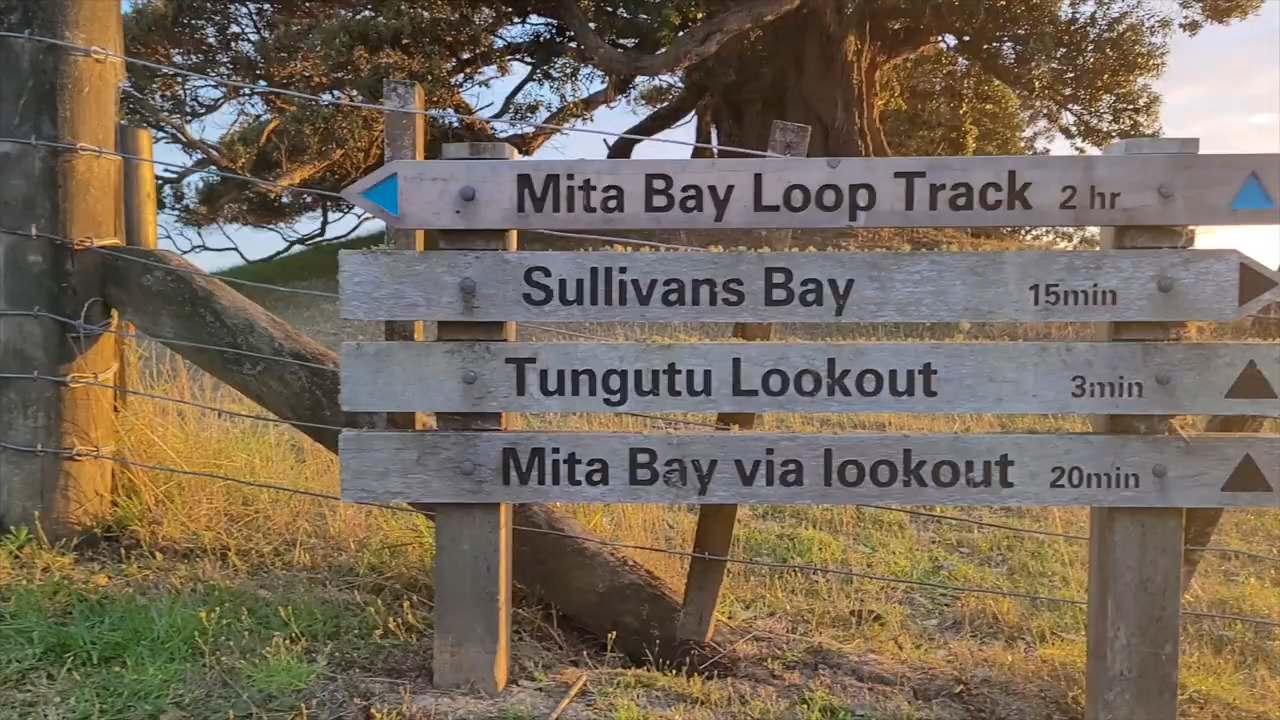 Mita Bay Loop Track 2 hr
Sullivans Bay 15min
Tungutu Lookout 3min
Mita Bay via lookout 20min